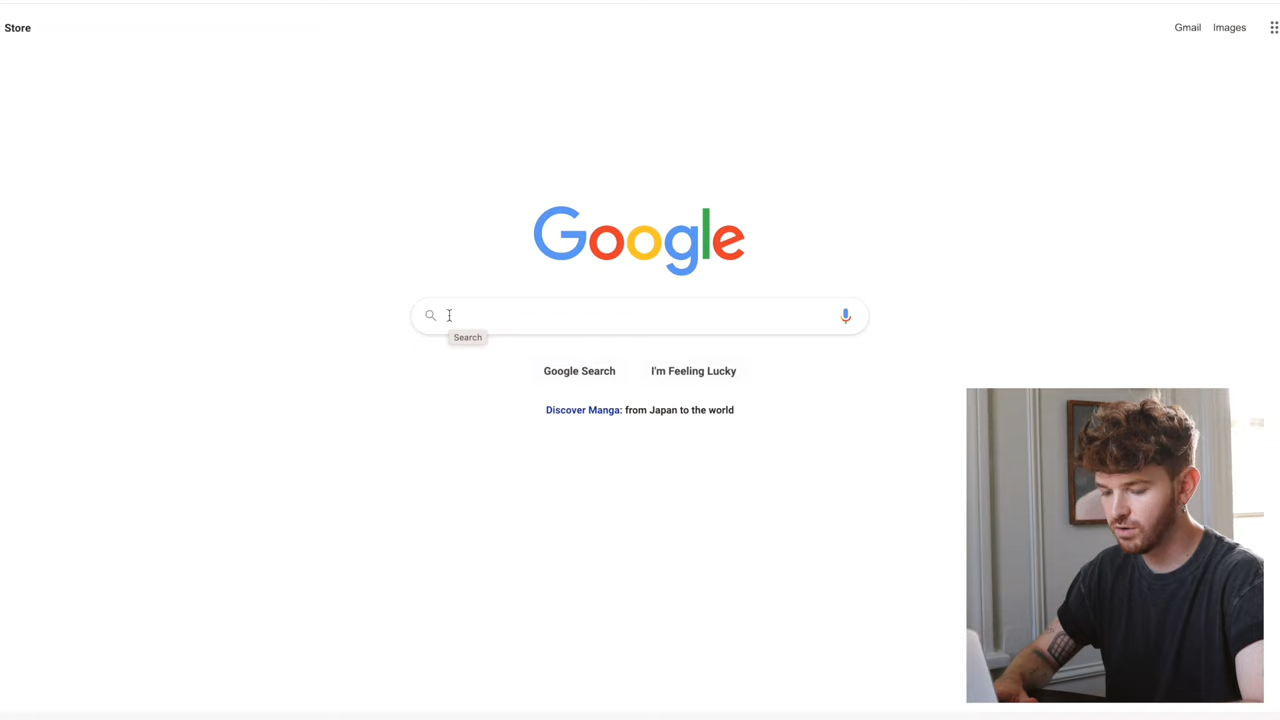 Store
Gmail Images
Google
Search
Google Search I'm Feeling Lucky
Discover Manga: from Japan to the world